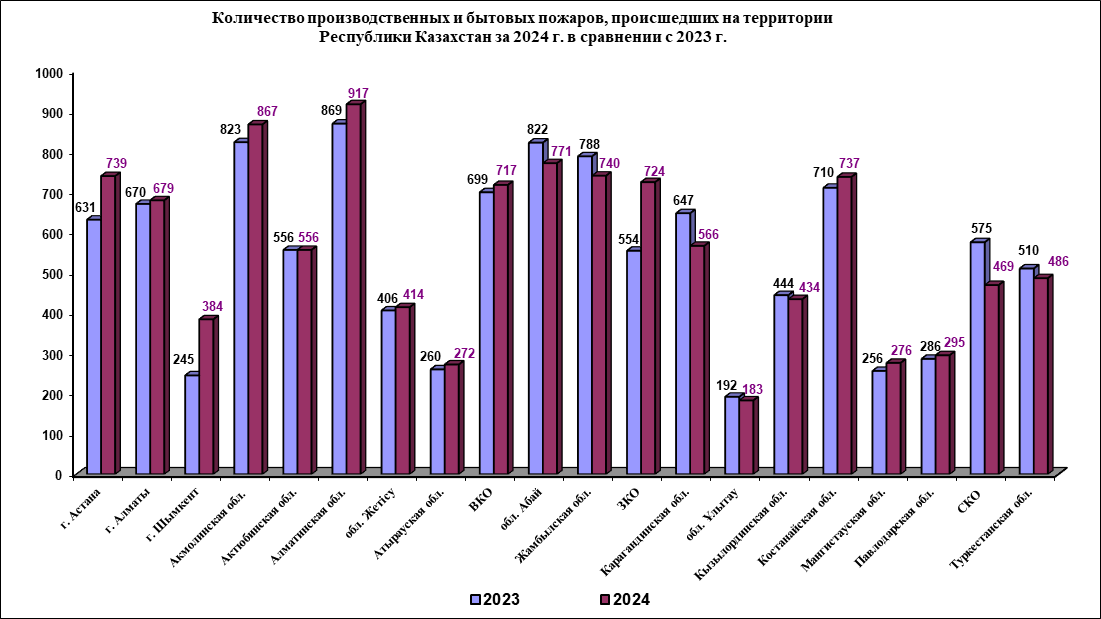 Количество производственных и бытовых пожаров, происшедших на территории
Республики Казахстан за 2024 г. в сравнении с 2023 г.
1000
900
800
700
600
500
400
300
200
100
0
631 739
670 679
245 384
823 867
556 556
869 917
406 414
260 272
699 717
822 771
788 740
554 724
647 566
192 183
444 434
710 737
256 276
286 295
575 469
510 486
г. Астана
г. Алматы
г. Шымкент
Акмолинская обл.
Актюбинская обл.
Алматинская обл.
обл. Жетісу
Атырауская обл.
ВКО
обл. Абай
Жамбылская обл.
ЗКО
Карагандинская обл.
обл. Ұлытау
Кызылординская обл.
Костанайская обл.
Мангистауская обл.
Павлодарская обл.
СКО
Туркестанская обл.
2023 2024